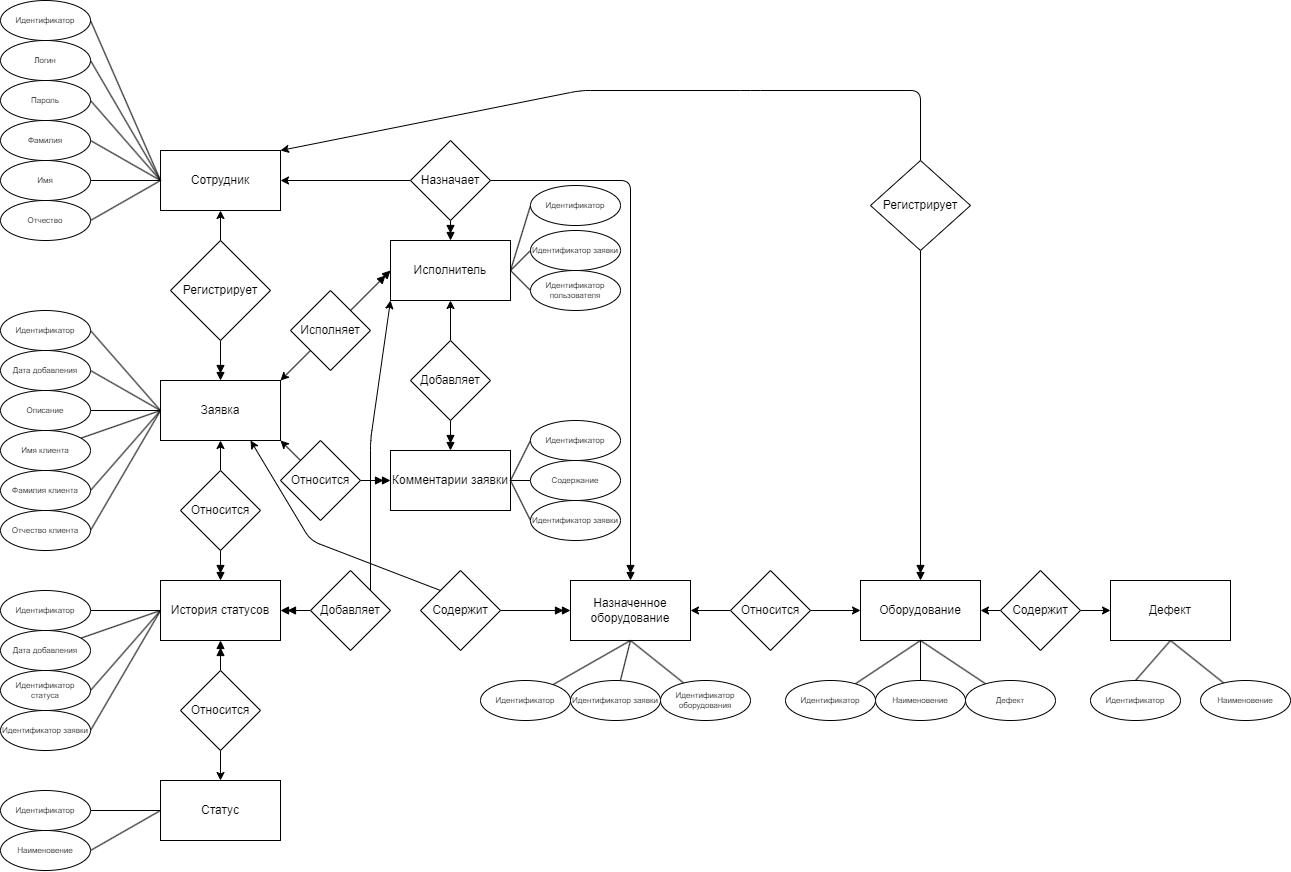 Идентификатор
Логин
Пароль
Фамилия
Имя
Отчество
Сотрудник
Назначает
Регистрирует
Идентификатор
Идентификатор заявки
Идентификатор
пользователя
Исполнитель
Регистрирует
Исполняет
Добавляет
Идентификатор
Дата добавления
Описание
Имя клиента
Фамилия клиента
Отчество клиента
Заявка
Относится
Комментарии заявки
Идентификатор
Содержание
Идентификатор заявки
Относится
Идентификатор
Дата добавления
Идентификатор
статуса
Идентификатор заявки
История статусов
Добавляет
Содержит
Назначенное
оборудование
Относится
Оборудование
Содержит
Дефект
Идентификатор
Идентификатор заявки
Идентификатор
оборудования
Идентификатор
Наименовение
Дефект
Идентификатор
Наименовение
Относится
Статус
Идентификатор
Наименовение